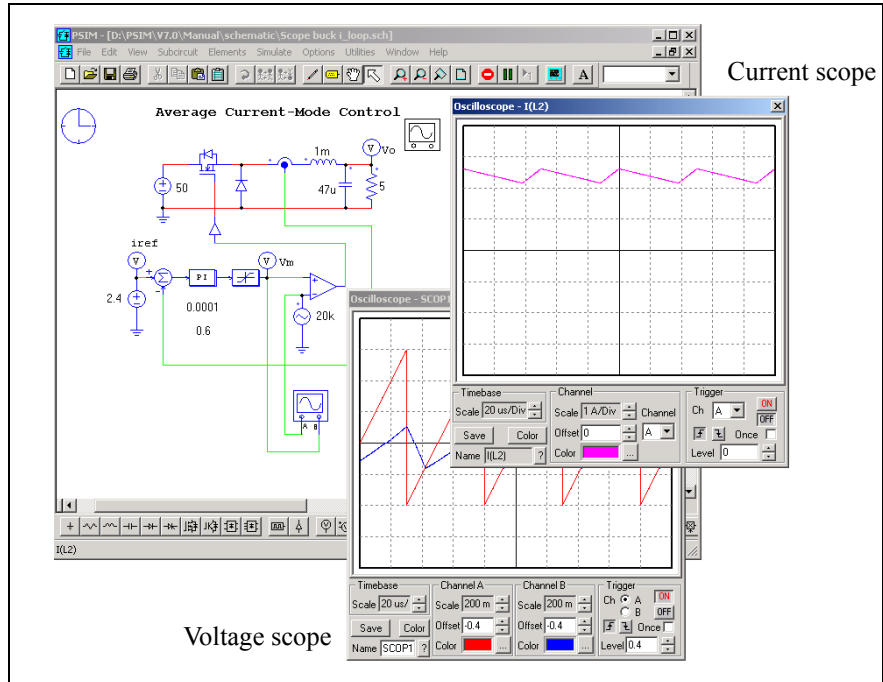 PSIM - [D:\PSIM\V7.0\Manual\schematic\Scope buck i_loop.sch]
File Edit View Subcircuit Elements Simulate Options Utilities Window Help
A
Current scope
Average Current-Mode Control
Oscilloscope - I(L2)
V Vo
1m
50
47u
5
iref
V
V Vm
PI
2.4
0.0001
0.6
20k
A B
Oscilloscope - SCOP1
Timebase
Scale 20 us/Div
Save Color
Name I(L2) ?
Channel
Scale 1 A/Div Channel
Offset 0 A
Color ...
Trigger
Ch A ON
OFF
Once
Level 0
I(L2)
Timebase
Scale 20 us/
Save Color
Name SCOP1 ?
Channel A
Scale 200 m
Offset -0.4
Color ...
Channel B
Scale 200 m
Offset -0.4
Color ...
Trigger
Ch A ON
B OFF
Once
Level 0.4
Voltage scope